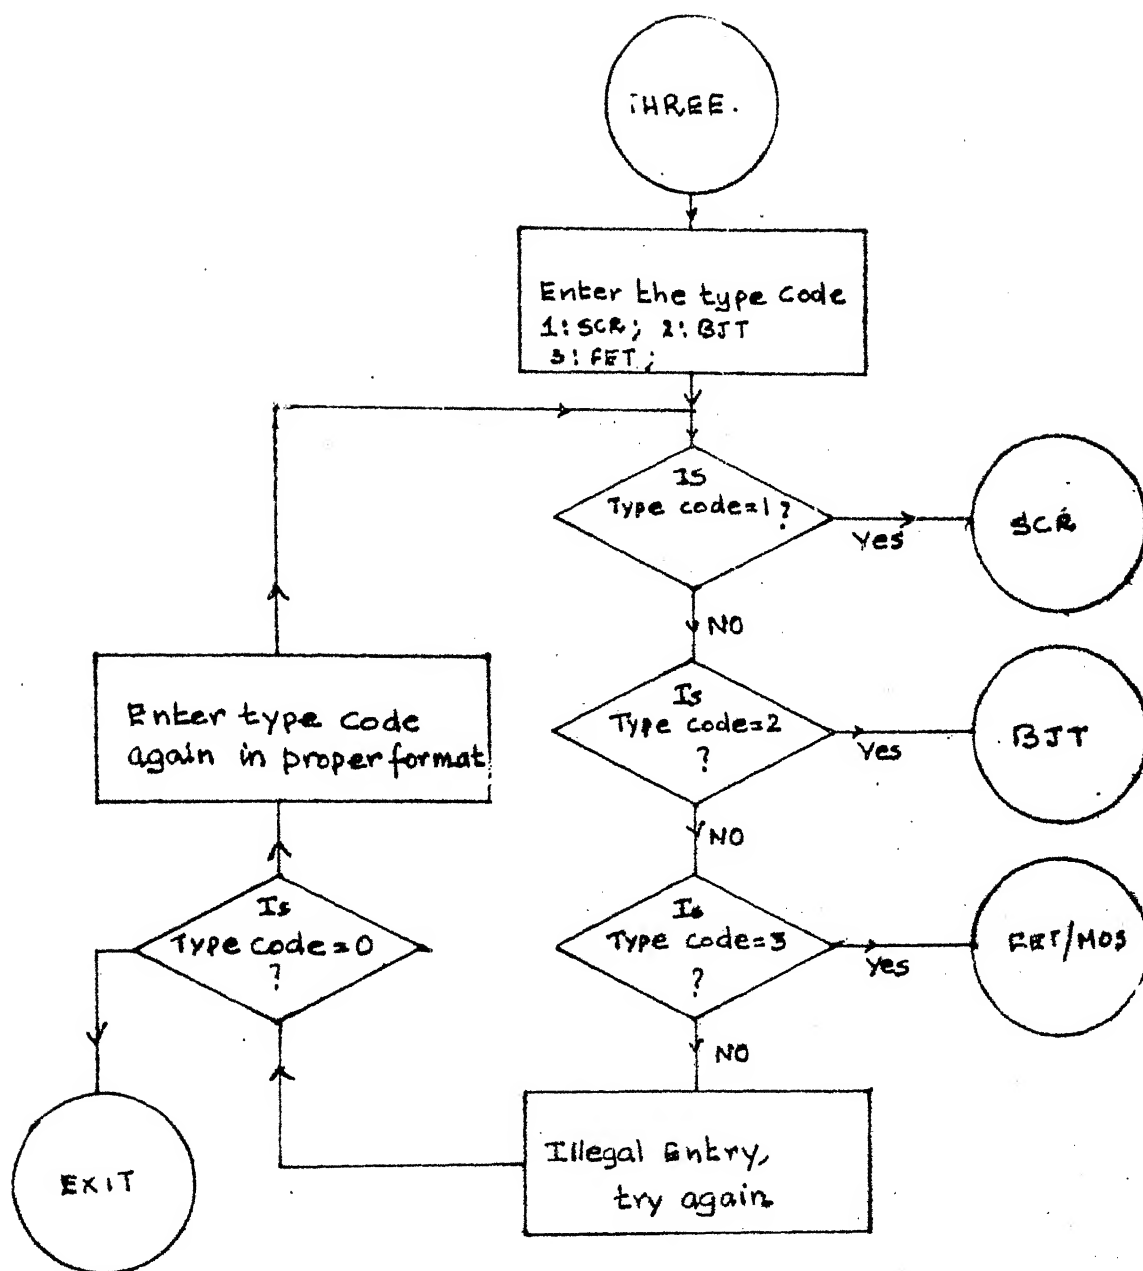 THREE.
Enter the type code
1: SCR; 2: BJT
3: FET;
Is
Type code=1 ?
Yes
SCR
NO
Is
Type code=2
?
Yes
BJT
NO
Is
Type code=3
?
Yes
FET/MOS
NO
Illegal Entry,
try again
Is
Type code=0
?
Enter type code
again in proper format
EXIT